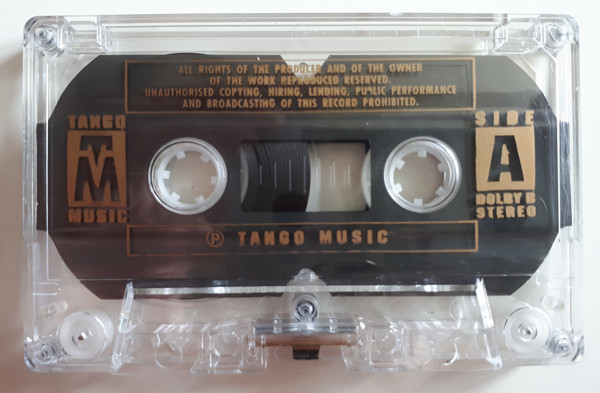 ALL RIGHTS OF THE PRODUCER AND OF THE OWNER
OF THE WORK REPRODUCED RESERVED.
UNAUTHORISED COPYING, HIRING, LENDING, PUBLIC PERFORMANCE
AND BROADCASTING OF THIS RECORD PROHIBITED.
TANGO
TM
MUSIC
SIDE
A
DOLBY B
STEREO
Ⓟ TANGO MUSIC